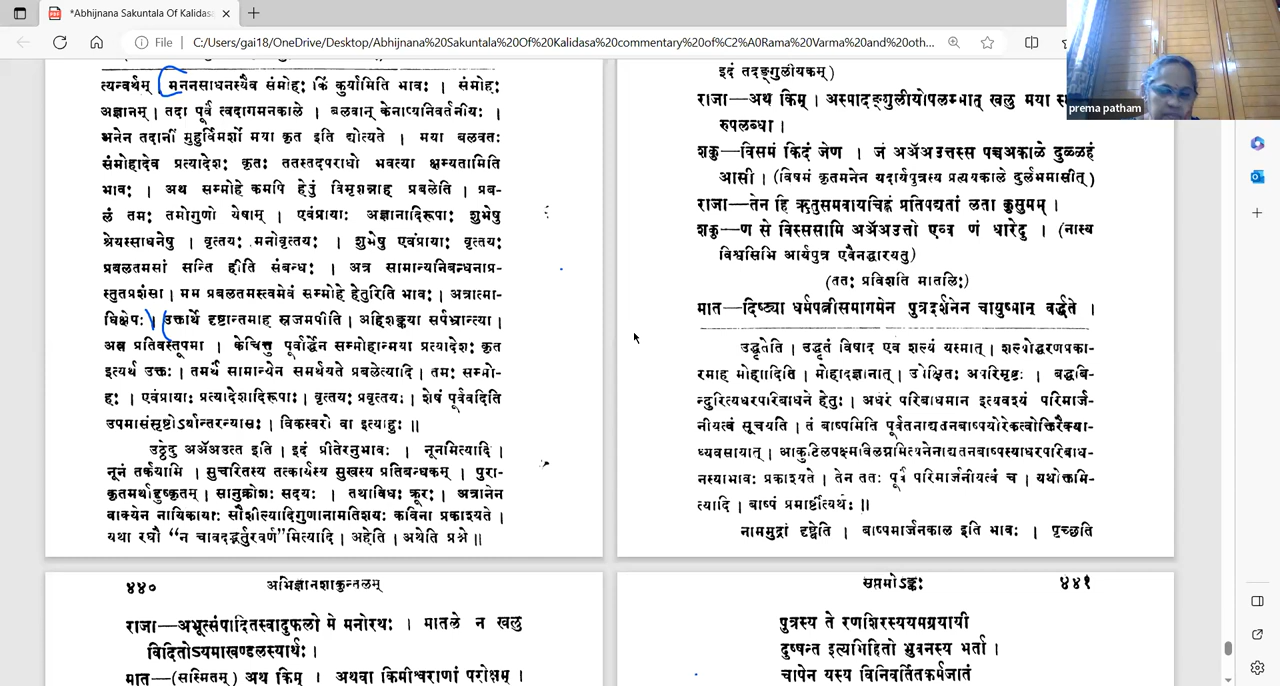 *Abhijnana Sakuntala Of Kalidasa
File
C:/Users/gai18/OneDrive/Desktop/Abhijnana%20Sakuntala%20Of%20Kalidasa%20commentary%20of%C2%A0Rama%20Varma%20and%20oth...
prema patham
त्यन्वर्थम् मननसाधनस्यैव संमोहः किं कुर्यामिति भावः । संमोहः
अज्ञानम् । तदा पूर्वं त्वदागमनकाले । बलवान् केनाप्यनिवर्तनीयः ।
अनेन तदानीं मुहुर्विमर्शो मया कृत इति द्योत्यते । मया बलवतः
संमोहादेव प्रत्यादेशः कृतः ततस्तदपराधो भवत्या क्षम्यतामिति
भावः । अथ सम्मोहे कमपि हेतुं विमृशन्नाह प्रबलेति । प्रब-
लं तमः तमोगुणो येषाम् । एवंप्रायाः अज्ञानादिरूपाः शुभेषु
श्रेयस्साधनेषु । वृत्तयः मनोवृत्तयः । शुभेषु एवंप्रायाः वृत्तयः
प्रबलतमसां सन्ति हीति संबन्धः । अत्र सामान्यनिबन्धनाप्र-
स्तुतप्रशंसा । मम प्रबलतमस्त्वमेवं सम्मोहे हेतुरिति भावः । अत्रात्मा-
धिक्षेपः । उक्तार्थे दृष्टान्तमाह स्रजमपीति । अहिशङ्कया सर्पभ्रान्त्या ।
अत्र प्रतिवस्तूपमा । केचित्तु पूर्वार्द्धेन सम्मोहान्मया प्रत्यादेशः कृत
इत्यर्थ उक्तः । तमर्थं सामान्येन समर्थयते प्रबलेत्यादि । तमः सम्मो-
हः । एवंप्रायाः प्रत्यादेशादिरूपाः । वृत्तयः प्रवृत्तयः । शेषं पूर्ववदिति
उपमासंसृष्टोऽर्थान्तरन्यासः । विकस्वरो वा इत्याहुः ॥
उट्ठेदु अॲअउत्त इति । इदं प्रीतेरनुभावः । नूनमित्यादि ।
नूनं तर्कयामि । सुचरितस्य तत्कार्यस्य सुखस्य प्रतिबन्धकम् । पुरा-
कृतमर्थाद्दुष्कृतम् । सानुक्रोशः सदयः । तथाविधः क्रूरः । अत्रानेन
वाक्येन नायिकायाः सौशील्यादिगुणानामतिशयः कविना प्रकाश्यते ।
यथा रघौ “न चावदद्भर्तुरवर्ण”मित्यादि । अहेति । अथेति प्रश्ने ॥
इदं तदङ्गुलीयकम्)
राजा—अथ किम् । अस्मादङ्गुलीयोपलम्भात् खलु मया
रुपलब्धा ।
शकु—विसमं किदं जेण । जं अॲअउत्तस्स पच्चअकाले दुल्लहं
आसी । (विषमं कृतमनेन यदार्यपुत्रस्य प्रत्ययकाले दुर्लभमासीत्)
राजा—तेन हि ऋतुसमवायचिह्नं प्रतिपद्यतां लता कुसुमम् ।
शकु—ण से विस्ससामि अॲअउत्तो एव्व णं धारेदु । (नास्य
विश्वसिमि आर्यपुत्र एवैनद्धारयतु)
(ततः प्रविशति मातलिः)
मात—दिष्ट्या धर्मपत्नीसमागमेन पुत्रदर्शनेन चायुष्मान् वर्द्धते ।
उद्धृतेति । उद्धृतं विषाद एव शल्यं यस्मात् । शल्योद्धरणप्रका-
रमाह मोहादिति । मोहादज्ञानात् । उपेक्षितः अपरिमृष्टः । बद्धबि-
न्दुरित्यधरपरिबाधने हेतुः । अधरं परिबाधमान इत्यवश्यं परिमार्ज-
नीयत्वं सूचयति । तं बाष्पमिति पूर्वतनाद्यतनबाष्पयोरेकत्वोक्तिरैक्या-
ध्यवसायात् । आकुटिलपक्ष्मविलग्नमित्यनेनाद्यतनबाष्पस्याधरपरिबाध-
नस्याभावः प्रकाश्यते । तेन ततः पूर्वं परिमार्जनीयत्वं च । यथोक्तमि-
त्यादि । बाष्पं प्रमार्ष्टीत्यर्थः ॥
नाममुद्रां दृष्ट्वेति । बाष्पमार्जनकाल इति भावः । पृच्छति
४४०
अभिज्ञानशाकुन्तलम्
राजा—अभूत्संपादितस्वादुफलो मे मनोरथः । मातले न खलु
विदितोऽयमाखण्डलस्यार्थः ।
मात—(सस्मितम्) अथ किम् । अथवा किमीश्वराणां परोक्षम् ।
सप्तमोऽङ्कः
४४१
पुत्रस्य ते रणशिरस्ययमग्रयायी
दुष्षन्त इत्यभिहितो भुवनस्य भर्ता ।
चापेन यस्य विनिवर्तितकर्मजातं